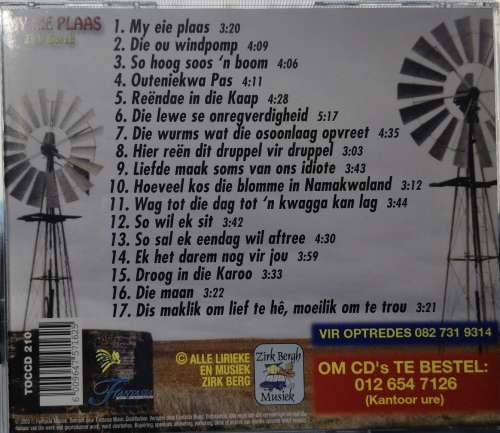 MY EIE PLAAS
Zirk Bergh
1. My eie plaas 3:20
2. Die ou windpomp 4:09
3. So hoog soos 'n boom 4:06
4. Outeniekwa Pas 4:11
5. Reëndae in die Kaap 4:28
6. Die lewe se onregverdigheid 5:17
7. Die wurms wat die osoonlaag opvreet 4:35
8. Hier reën dit druppel vir druppel 3:03
9. Liefde maak soms van ons idiote 3:43
10. Hoeveel kos die blomme in Namakwaland 3:12
11. Wag tot die dag tot 'n kwagga kan lag 3:44
12. So wil ek sit 3:42
13. So sal ek eendag wil aftree 4:30
14. Ek het darem nog vir jou 3:59
15. Droog in die Karoo 3:33
16. Die maan 3:22
17. Dis maklik om lief te hê, moeilik om te trou 3:21
VIR OPTREDES 082 731 9314
TOCCD 210
6009647571625
© ALLE LIRIEKE
EN MUSIEK
ZIRK BERG
Zirk Bergh
Musiek
OM CD's TE BESTEL:
012 654 7126
(Kantoor ure)